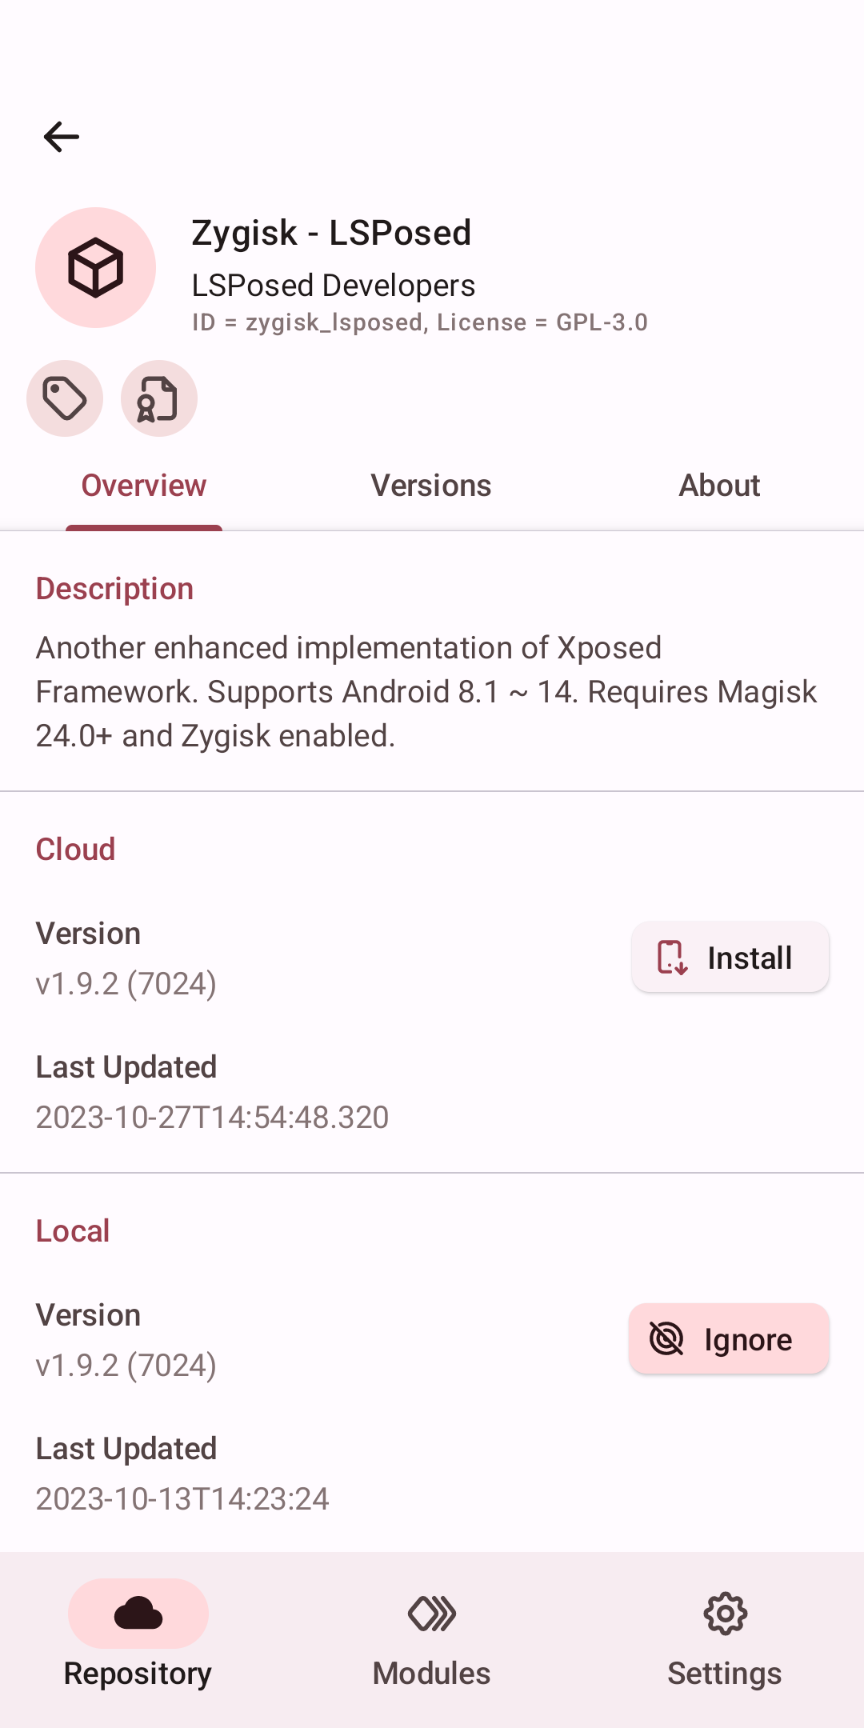 Zygisk - LSPosed
LSPosed Developers
ID = zygisk_lsposed, License = GPL-3.0
Overview
Versions
About
Description
Another enhanced implementation of Xposed
Framework. Supports Android 8.1 ~ 14. Requires Magisk
24.0+ and Zygisk enabled.
Cloud
Version
v1.9.2 (7024)
Install
Last Updated
2023-10-27T14:54:48.320
Local
Version
v1.9.2 (7024)
Ignore
Last Updated
2023-10-13T14:23:24
Repository
Modules
Settings